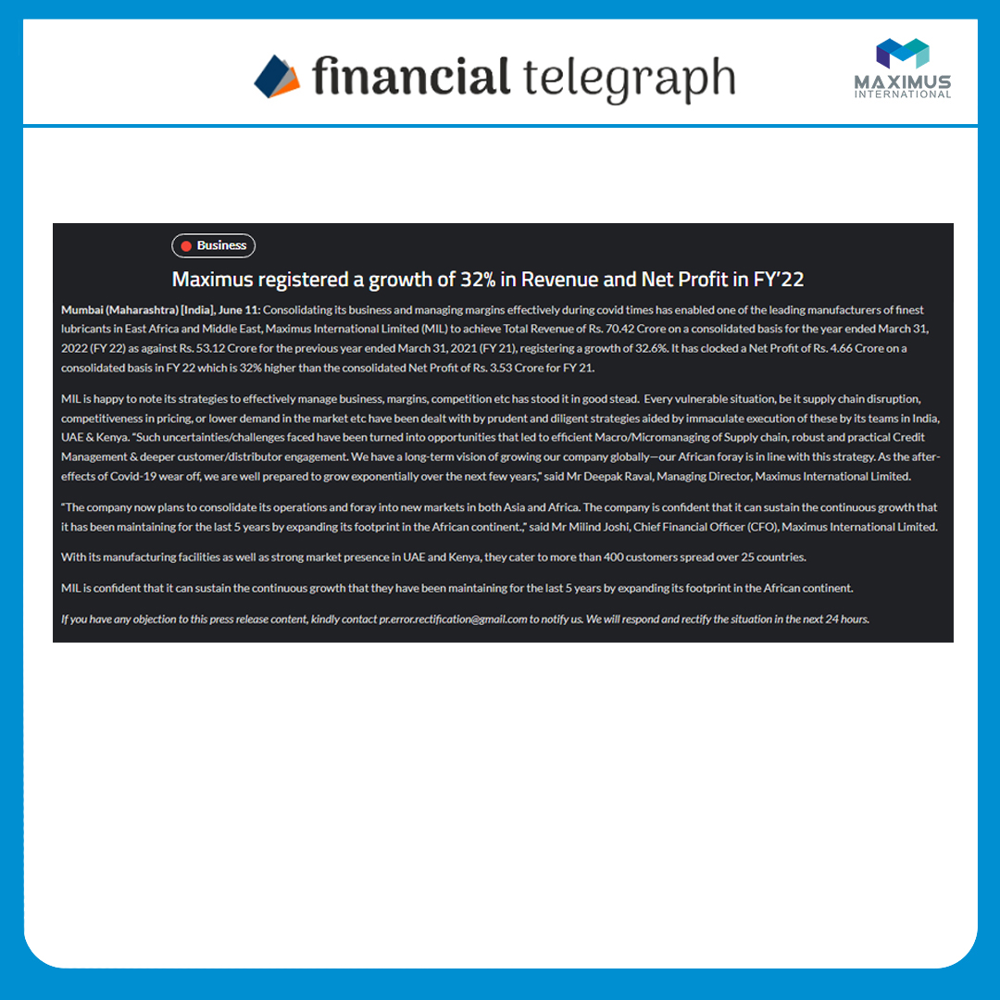 financial telegraph
MAXIMUS
INTERNATIONAL
Business
Maximus registered a growth of 32% in Revenue and Net Profit in FY’22
Mumbai (Maharashtra) [India], June 11: Consolidating its business and managing margins effectively during covid times has enabled one of the leading manufacturers of finest
lubricants in East Africa and Middle East, Maximus International Limited (MIL) to achieve Total Revenue of Rs. 70.42 Crore on a consolidated basis for the year ended March 31,
2022 (FY 22) as against Rs. 53.12 Crore for the previous year ended March 31, 2021 (FY 21), registering a growth of 32.6%. It has clocked a Net Profit of Rs. 4.66 Crore on a
consolidated basis in FY 22 which is 32% higher than the consolidated Net Profit of Rs. 3.53 Crore for FY 21.
MIL is happy to note its strategies to effectively manage business, margins, competition etc has stood it in good stead.  Every vulnerable situation, be it supply chain disruption,
competitiveness in pricing, or lower demand in the market etc have been dealt with by prudent and diligent strategies aided by immaculate execution of these by its teams in India,
UAE & Kenya. “Such uncertainties/challenges faced have been turned into opportunities that led to efficient Macro/Micromanaging of Supply chain, robust and practical Credit
Management & deeper customer/distributor engagement. We have a long-term vision of growing our company globally—our African foray is in line with this strategy. As the after-
effects of Covid-19 wear off, we are well prepared to grow exponentially over the next few years,” said Mr Deepak Raval, Managing Director, Maximus International Limited.
“The company now plans to consolidate its operations and foray into new markets in both Asia and Africa. The company is confident that it can sustain the continuous growth that
it has been maintaining for the last 5 years by expanding its footprint in the African continent.,” said Mr Milind Joshi, Chief Financial Officer (CFO), Maximus International Limited.
With its manufacturing facilities as well as strong market presence in UAE and Kenya, they cater to more than 400 customers spread over 25 countries.
MIL is confident that it can sustain the continuous growth that they have been maintaining for the last 5 years by expanding its footprint in the African continent.
If you have any objection to this press release content, kindly contact pr.error.rectification@gmail.com to notify us. We will respond and rectify the situation in the next 24 hours.